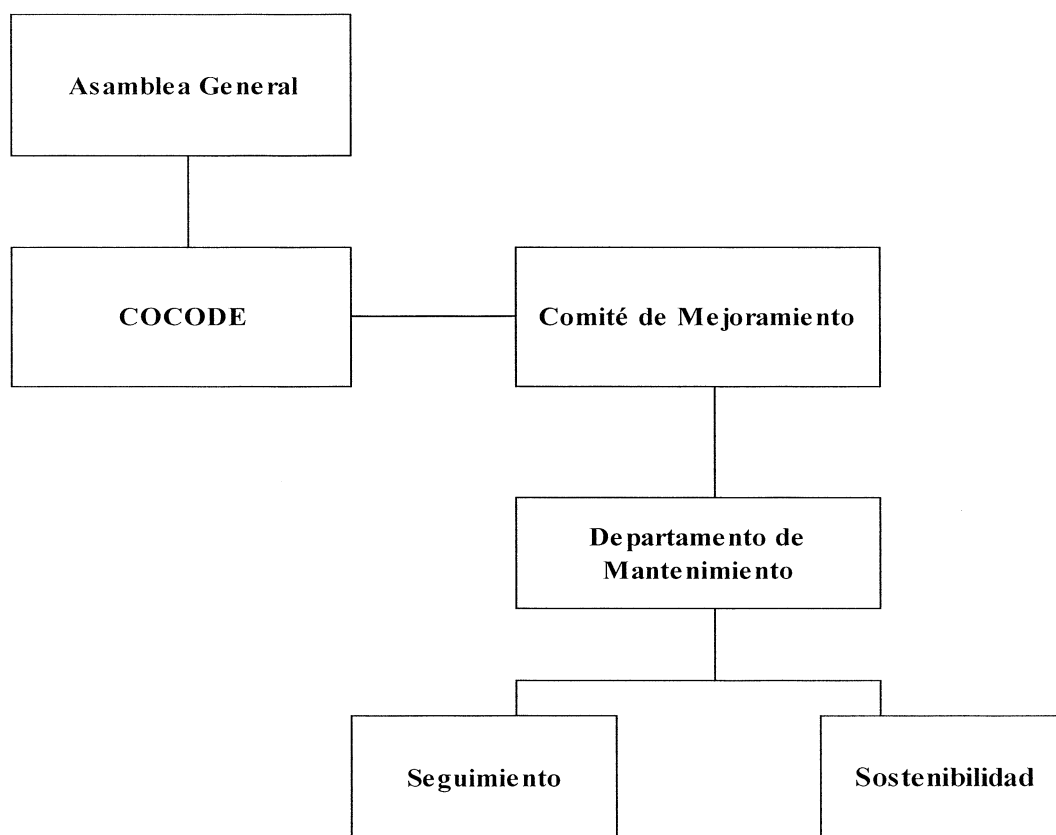 Asamblea General
COCODE
Comité de Mejoramiento
Departamento de
Mantenimiento
Seguimiento
Sostenibilidad